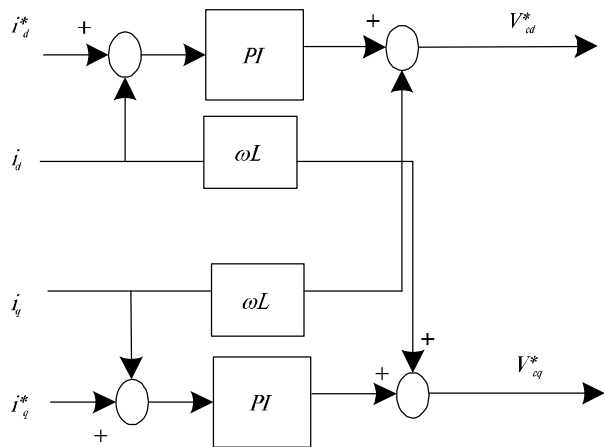 i*d
+
PI
+
V*cd
id
ωL
iq
ωL
+
i*q
+
PI
+
V*cq